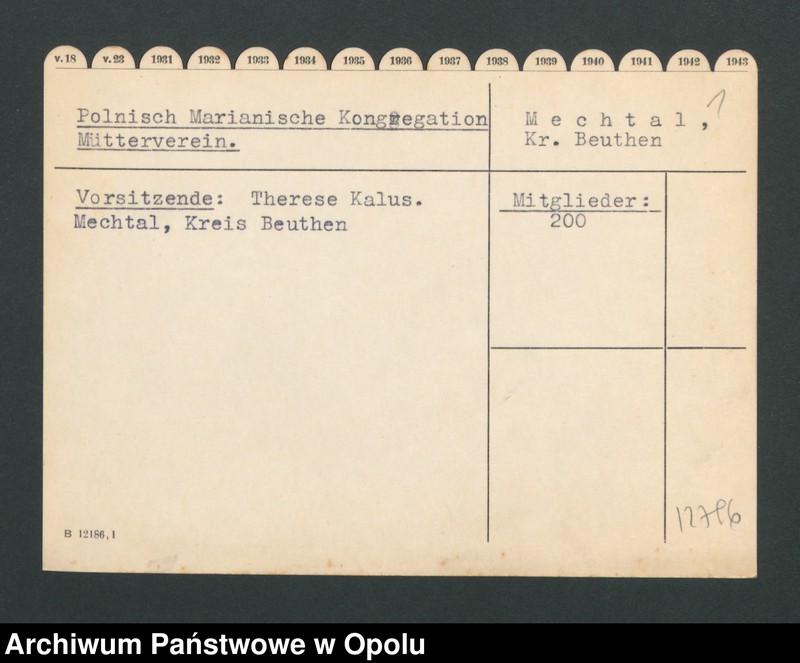 v. 18 v. 23 1931 1932 1933 1934 1935 1936 1937 1938 1939 1940 1941 1942 1943
1
Polnisch Marianische Kongregation
Mütterverein.
Mechtal,
Kr. Beuthen
Vorsitzende: Therese Kalus.
Mechtal, Kreis Beuthen
Mitglieder:
200
12796
B 12186,1
Archiwum Państwowe w Opolu